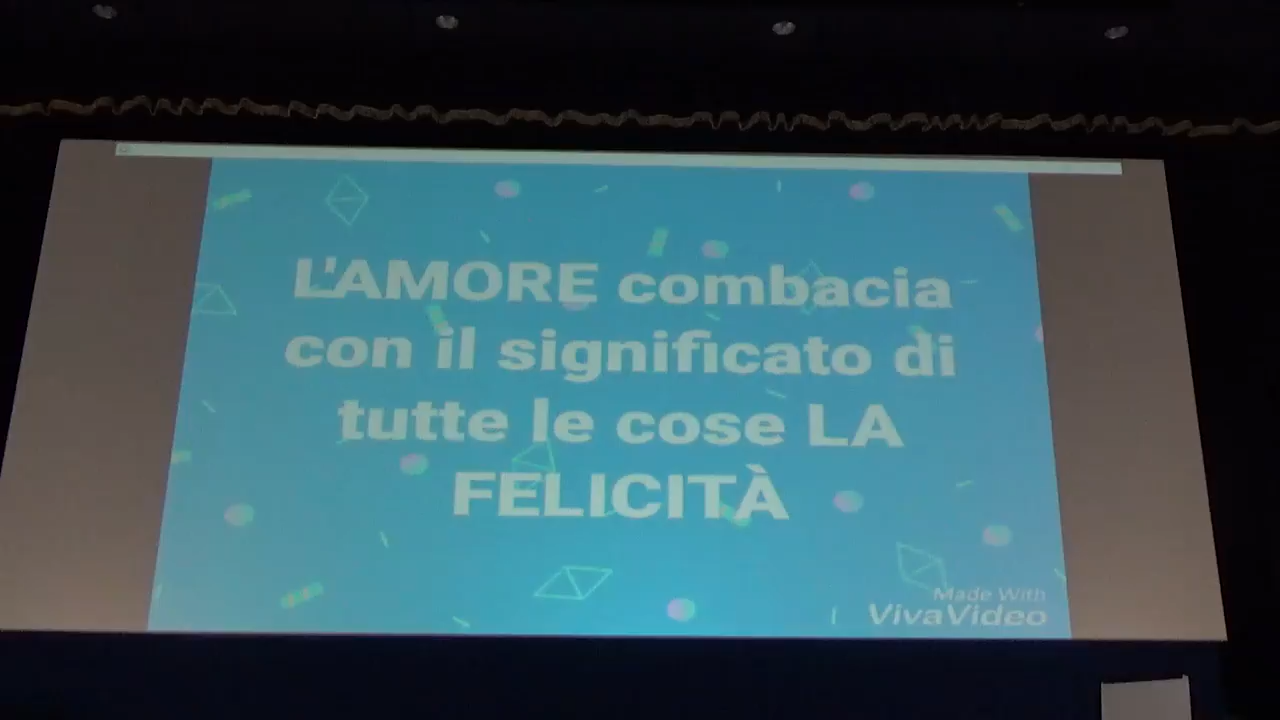 L'AMORE combacia
con il significato di
tutte le cose LA
FELICITÀ
Made With
VivaVideo